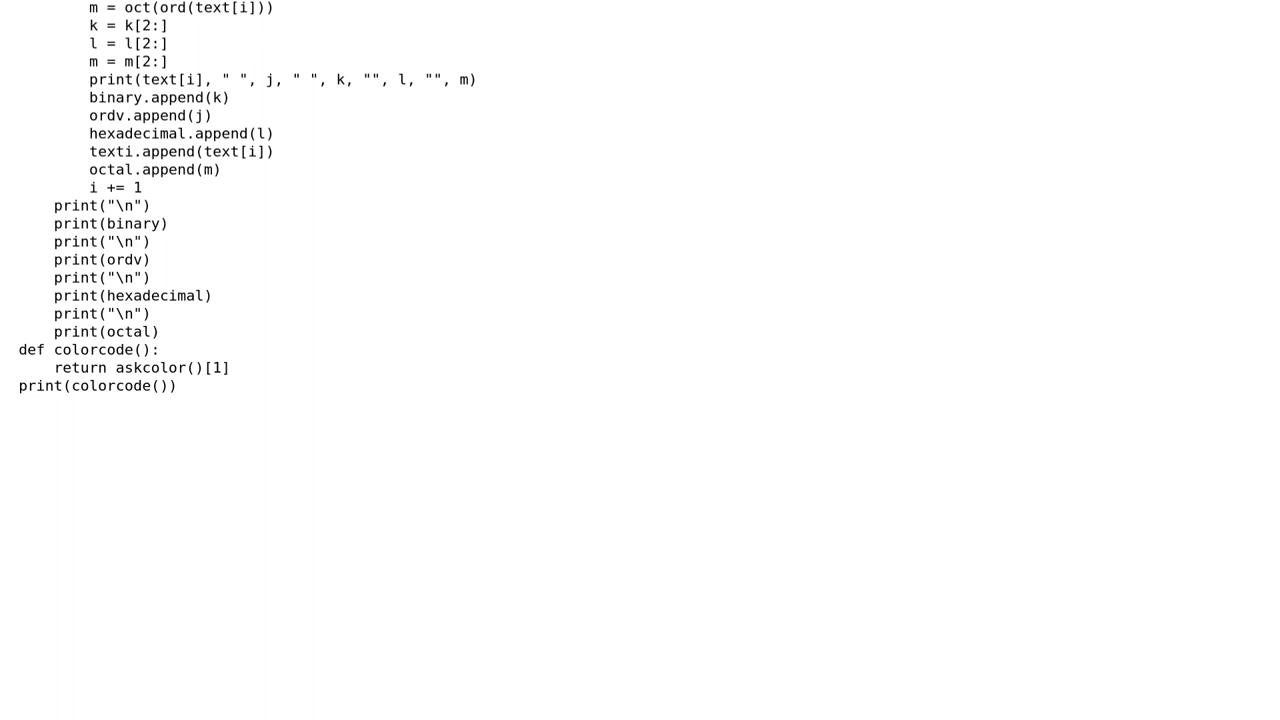 m = oct(ord(text[i]))
        k = k[2:]
        l = l[2:]
        m = m[2:]
        print(text[i], " ", j, " ", k, "", l, "", m)
        binary.append(k)
        ordv.append(j)
        hexadecimal.append(l)
        texti.append(text[i])
        octal.append(m)
        i += 1
    print("\n")
    print(binary)
    print("\n")
    print(ordv)
    print("\n")
    print(hexadecimal)
    print("\n")
    print(octal)
def colorcode():
    return askcolor()[1]
print(colorcode())